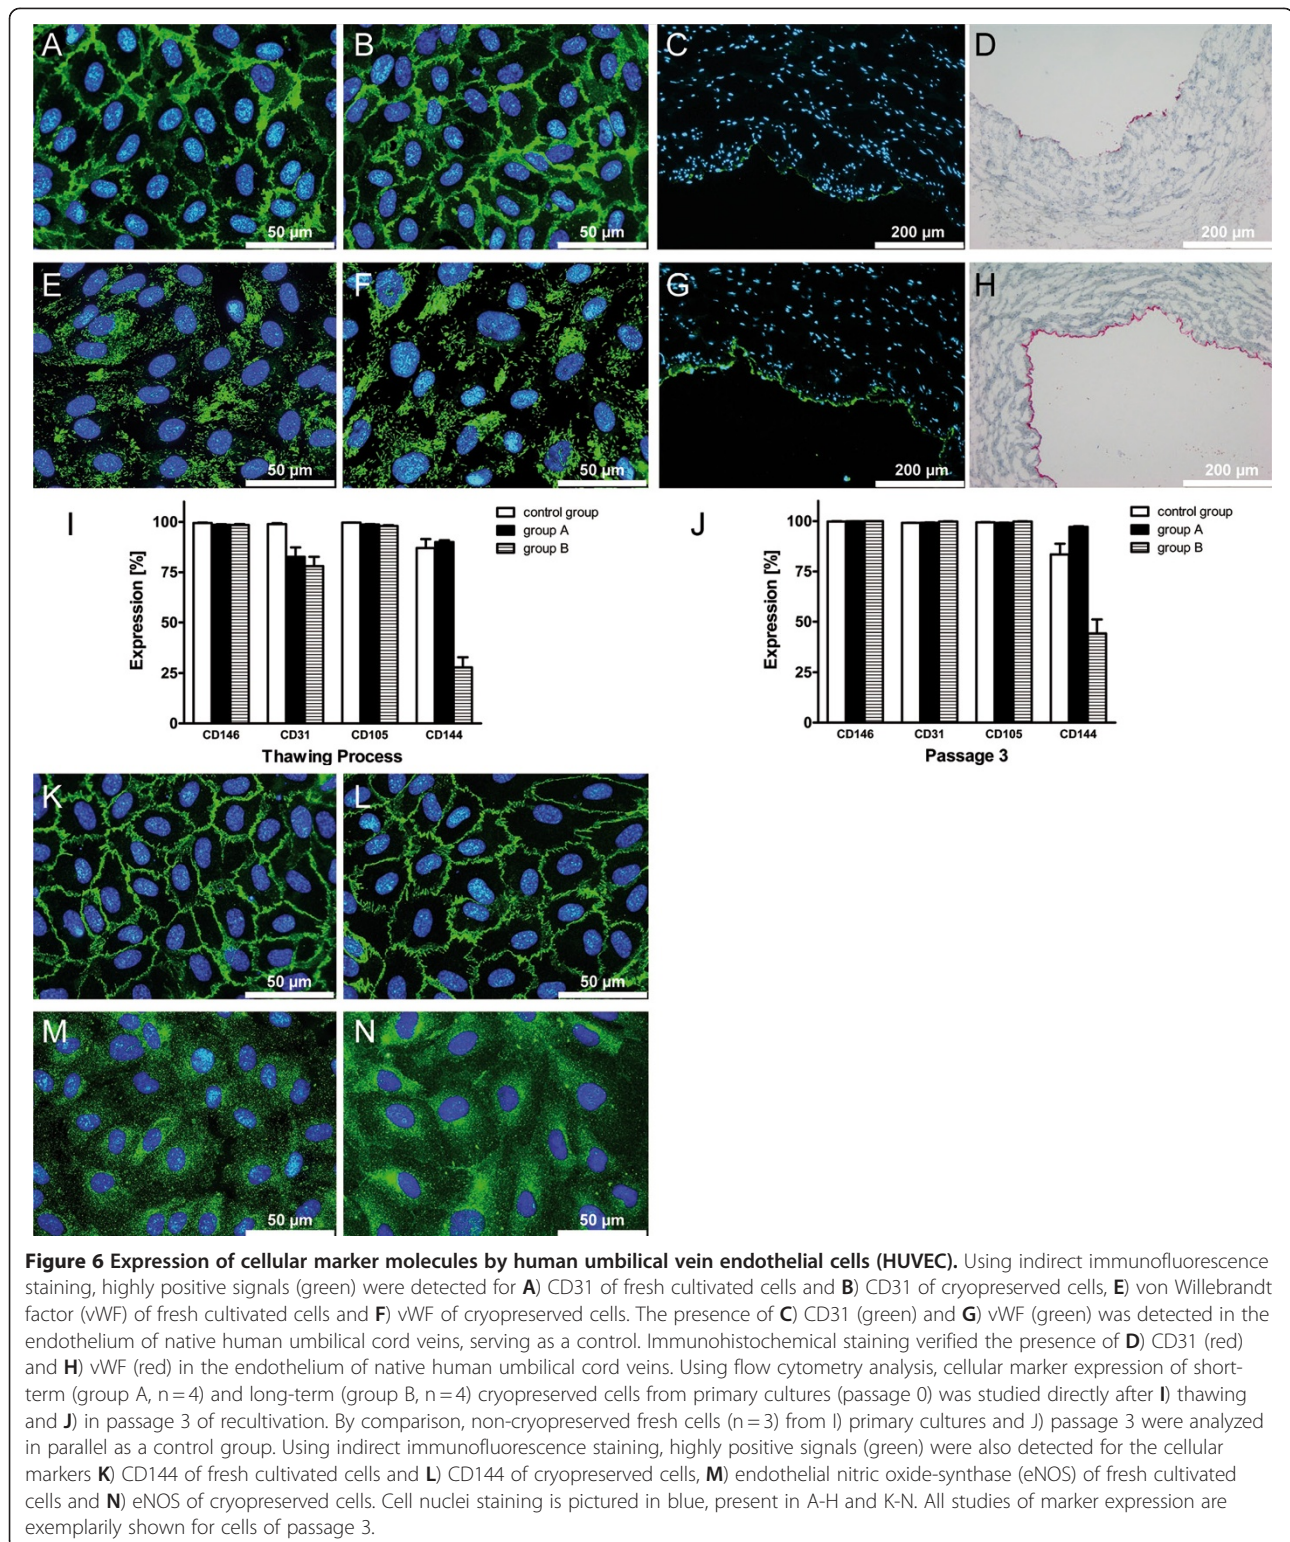 A
B
C
D
50 µm
50 µm
200 µm
200 µm
E
F
G
H
50 µm
50 µm
200 µm
200 µm
I
Expression [%]
100
75
50
25
0
CD146 CD31 CD105 CD144
Thawing Process
control group
group A
group B
J
Expression [%]
100
75
50
25
0
CD146 CD31 CD105 CD144
Passage 3
control group
group A
group B
K
L
50 µm
50 µm
M
N
50 µm
50 µm
Figure 6 Expression of cellular marker molecules by human umbilical vein endothelial cells (HUVEC). Using indirect immunofluorescence
staining, highly positive signals (green) were detected for A) CD31 of fresh cultivated cells and B) CD31 of cryopreserved cells, E) von Willebrandt
factor (vWF) of fresh cultivated cells and F) vWF of cryopreserved cells. The presence of C) CD31 (green) and G) vWF (green) was detected in the
endothelium of native human umbilical cord veins, serving as a control. Immunohistochemical staining verified the presence of D) CD31 (red)
and H) vWF (red) in the endothelium of native human umbilical cord veins. Using flow cytometry analysis, cellular marker expression of short-
term (group A, n = 4) and long-term (group B, n = 4) cryopreserved cells from primary cultures (passage 0) was studied directly after I) thawing
and J) in passage 3 of recultivation. By comparison, non-cryopreserved fresh cells (n = 3) from I) primary cultures and J) passage 3 were analyzed
in parallel as a control group. Using indirect immunofluorescence staining, highly positive signals (green) were also detected for the cellular
markers K) CD144 of fresh cultivated cells and L) CD144 of cryopreserved cells, M) endothelial nitric oxide-synthase (eNOS) of fresh cultivated
cells and N) eNOS of cryopreserved cells. Cell nuclei staining is pictured in blue, present in A-H and K-N. All studies of marker expression are
exemplarily shown for cells of passage 3.